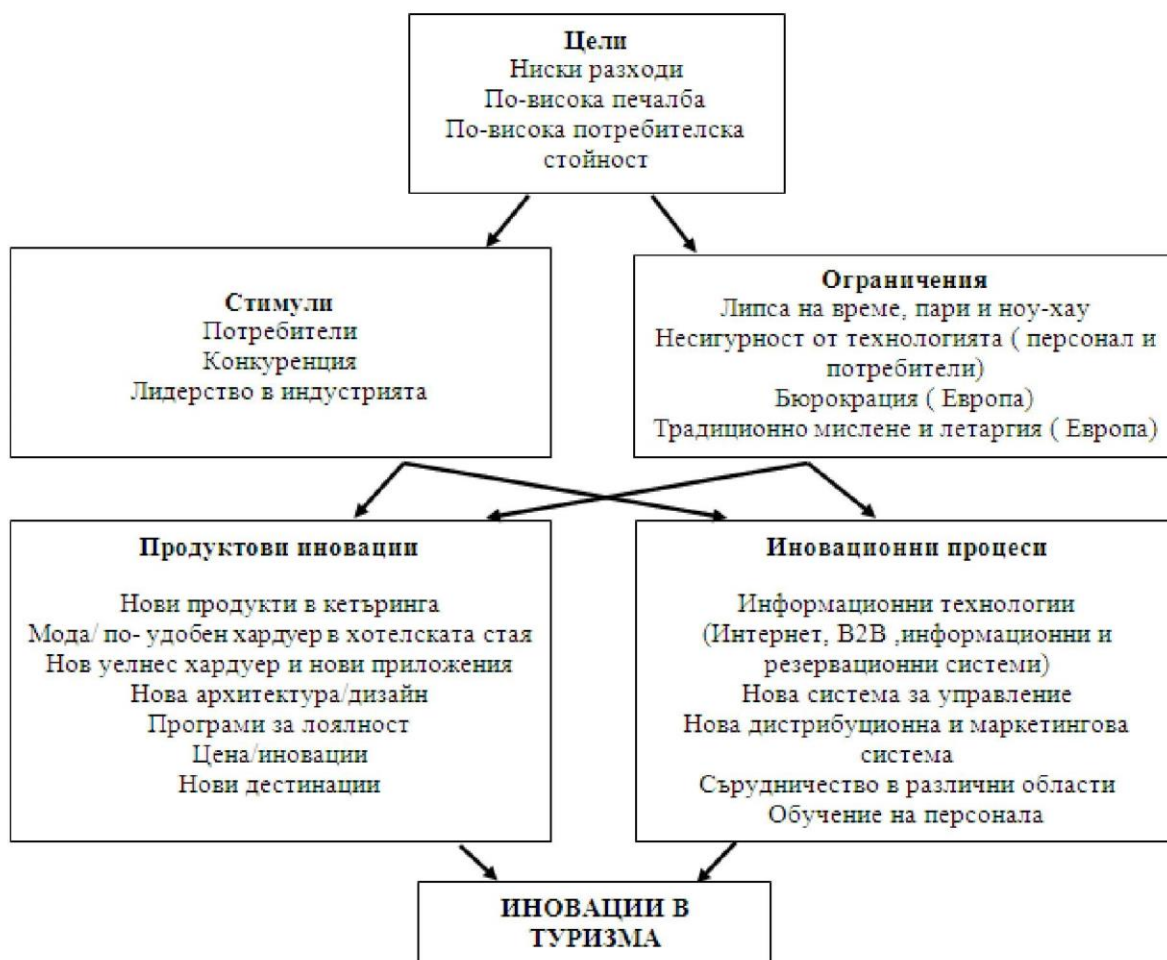 Цели
Ниски разходи
По-висока печалба
По-висока потребителска
стойност
Стимули
Потребители
Конкуренция
Лидерство в индустрията
Ограничения
Липса на време, пари и ноу-хау
Несигурност от технологията ( персонал и
потребители)
Бюрокрация ( Европа)
Традиционно мислене и летаргия ( Европа)
Продуктови иновации
Нови продукти в кетъринга
Мода/ по- удобен хардуер в хотелската стая
Нов уелнес хардуер и нови приложения
Нова архитектура/дизайн
Програми за лоялност
Цена/иновации
Нови дестинации
Иновационни процеси
Информационни технологии
(Интернет, B2B ,информационни и
резервационни системи)
Нова система за управление
Нова дистрибуционна и маркетингова
система
Сърудничество в различни области
Обучение на персонала
ИНОВАЦИИ В
ТУРИЗМА